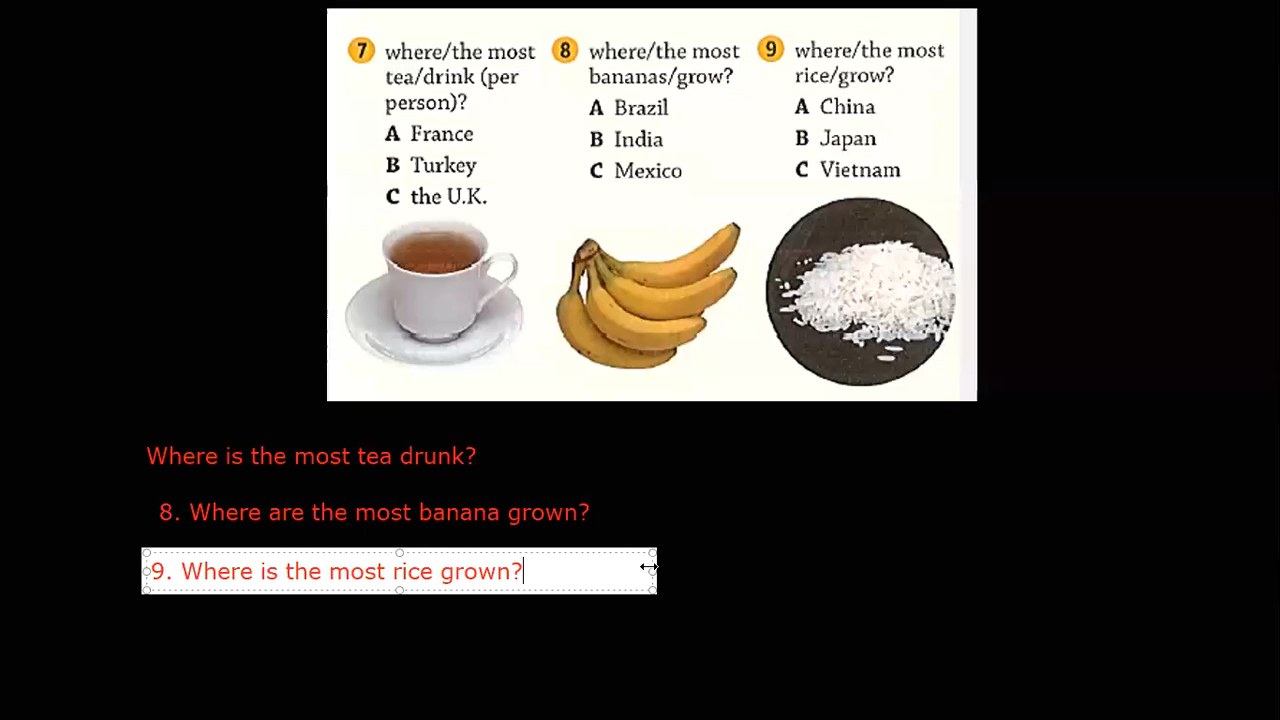 7 where/the most
tea/drink (per
person)?
A France
B Turkey
C the U.K.
8 where/the most
bananas/grow?
A Brazil
B India
C Mexico
9 where/the most
rice/grow?
A China
B Japan
C Vietnam
Where is the most tea drunk?
8. Where are the most banana grown?
9. Where is the most rice grown?